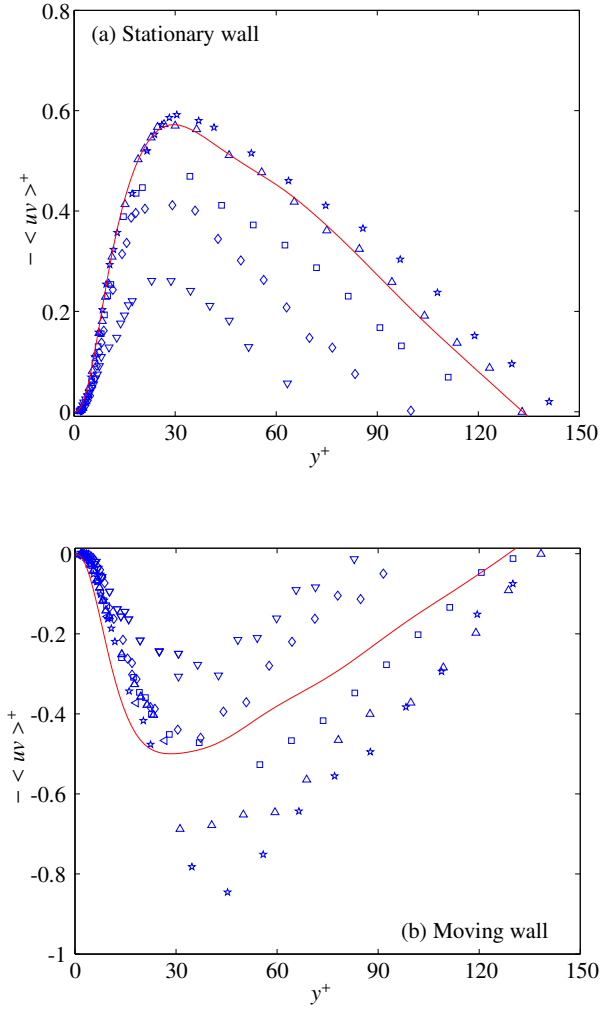 0.8
(a) Stationary wall
0.6
0.4
0.2
0
− < uv >+
0 30 60 90 120 150
y+
0
-0.2
-0.4
-0.6
-0.8
-1
− < uv >+
(b) Moving wall
0 30 60 90 120 150
y+